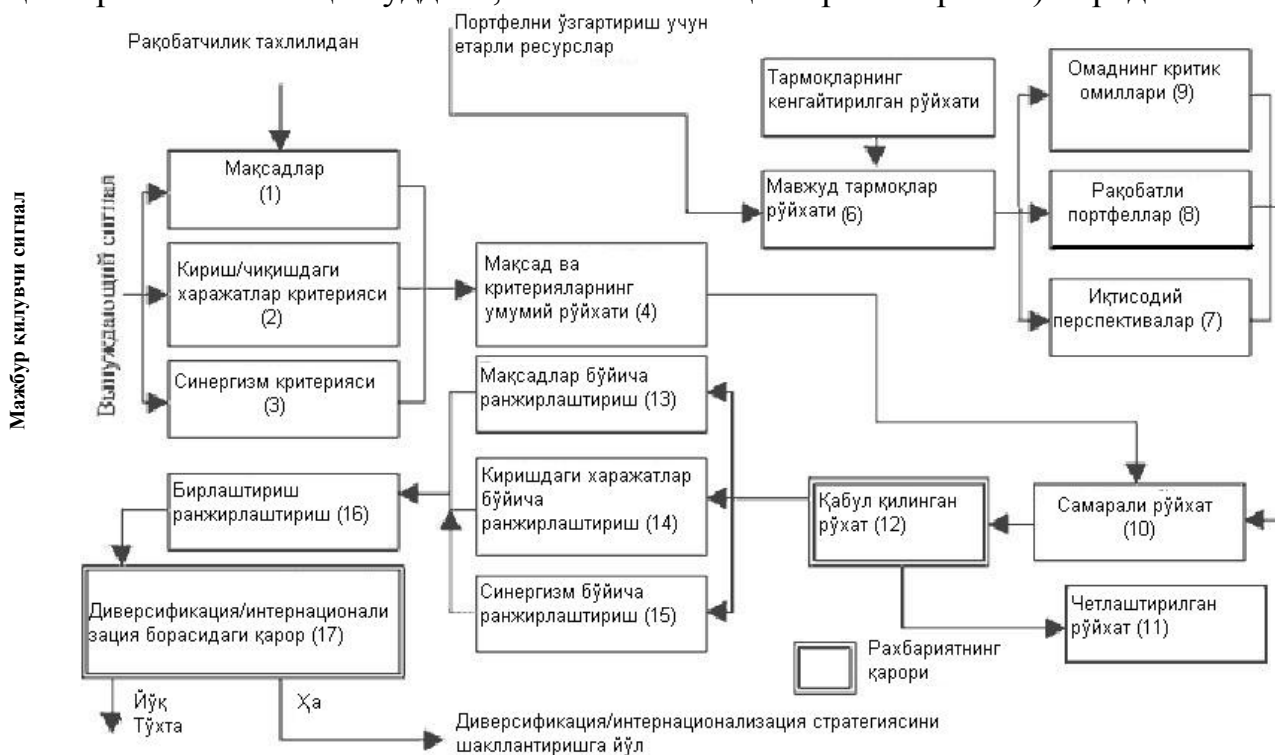 Портфелни ўзгартириш учун
етарли ресурслар
Рақобатчилик тахлилидан
Тармоқларнинг
кенгайтирилган рўйхати
Омаднинг критик
омиллари (9)
Мақсадлар
(1)
Мавжуд тармоқлар
рўйхати (6)
Рақобатли
портфеллар (8)
Мажбур қилувчи сигнал
Вынуждающий сигнал
Кириш/чиқишдаги
харажатлар критерияси
(2)
Мақсад ва
критерияларнинг
умумий рўйхати (4)
Иқтисодий
перспективалар (7)
Синергизм критерияси
(3)
Мақсадлар бўйича
ранжирлаштириш (13)
Бирлаштириш
ранжирлаштириш (16)
Киришдаги харажатлар
бўйича
ранжирлаштириш (14)
Қабул қилинган
рўхат (12)
Самарали рўйхат
(10)
Диверсификация/интернационали
зация борасидаги қарор (17)
Синергизм бўйича
ранжирлаштириш (15)
Четлаштирилган
рўйхат (11)
Рахбариятнинг
қарори
Йўқ
Тўхта
Ҳа
Диверсификация/интернационализация стратегиясини
шакллантиришга йўл